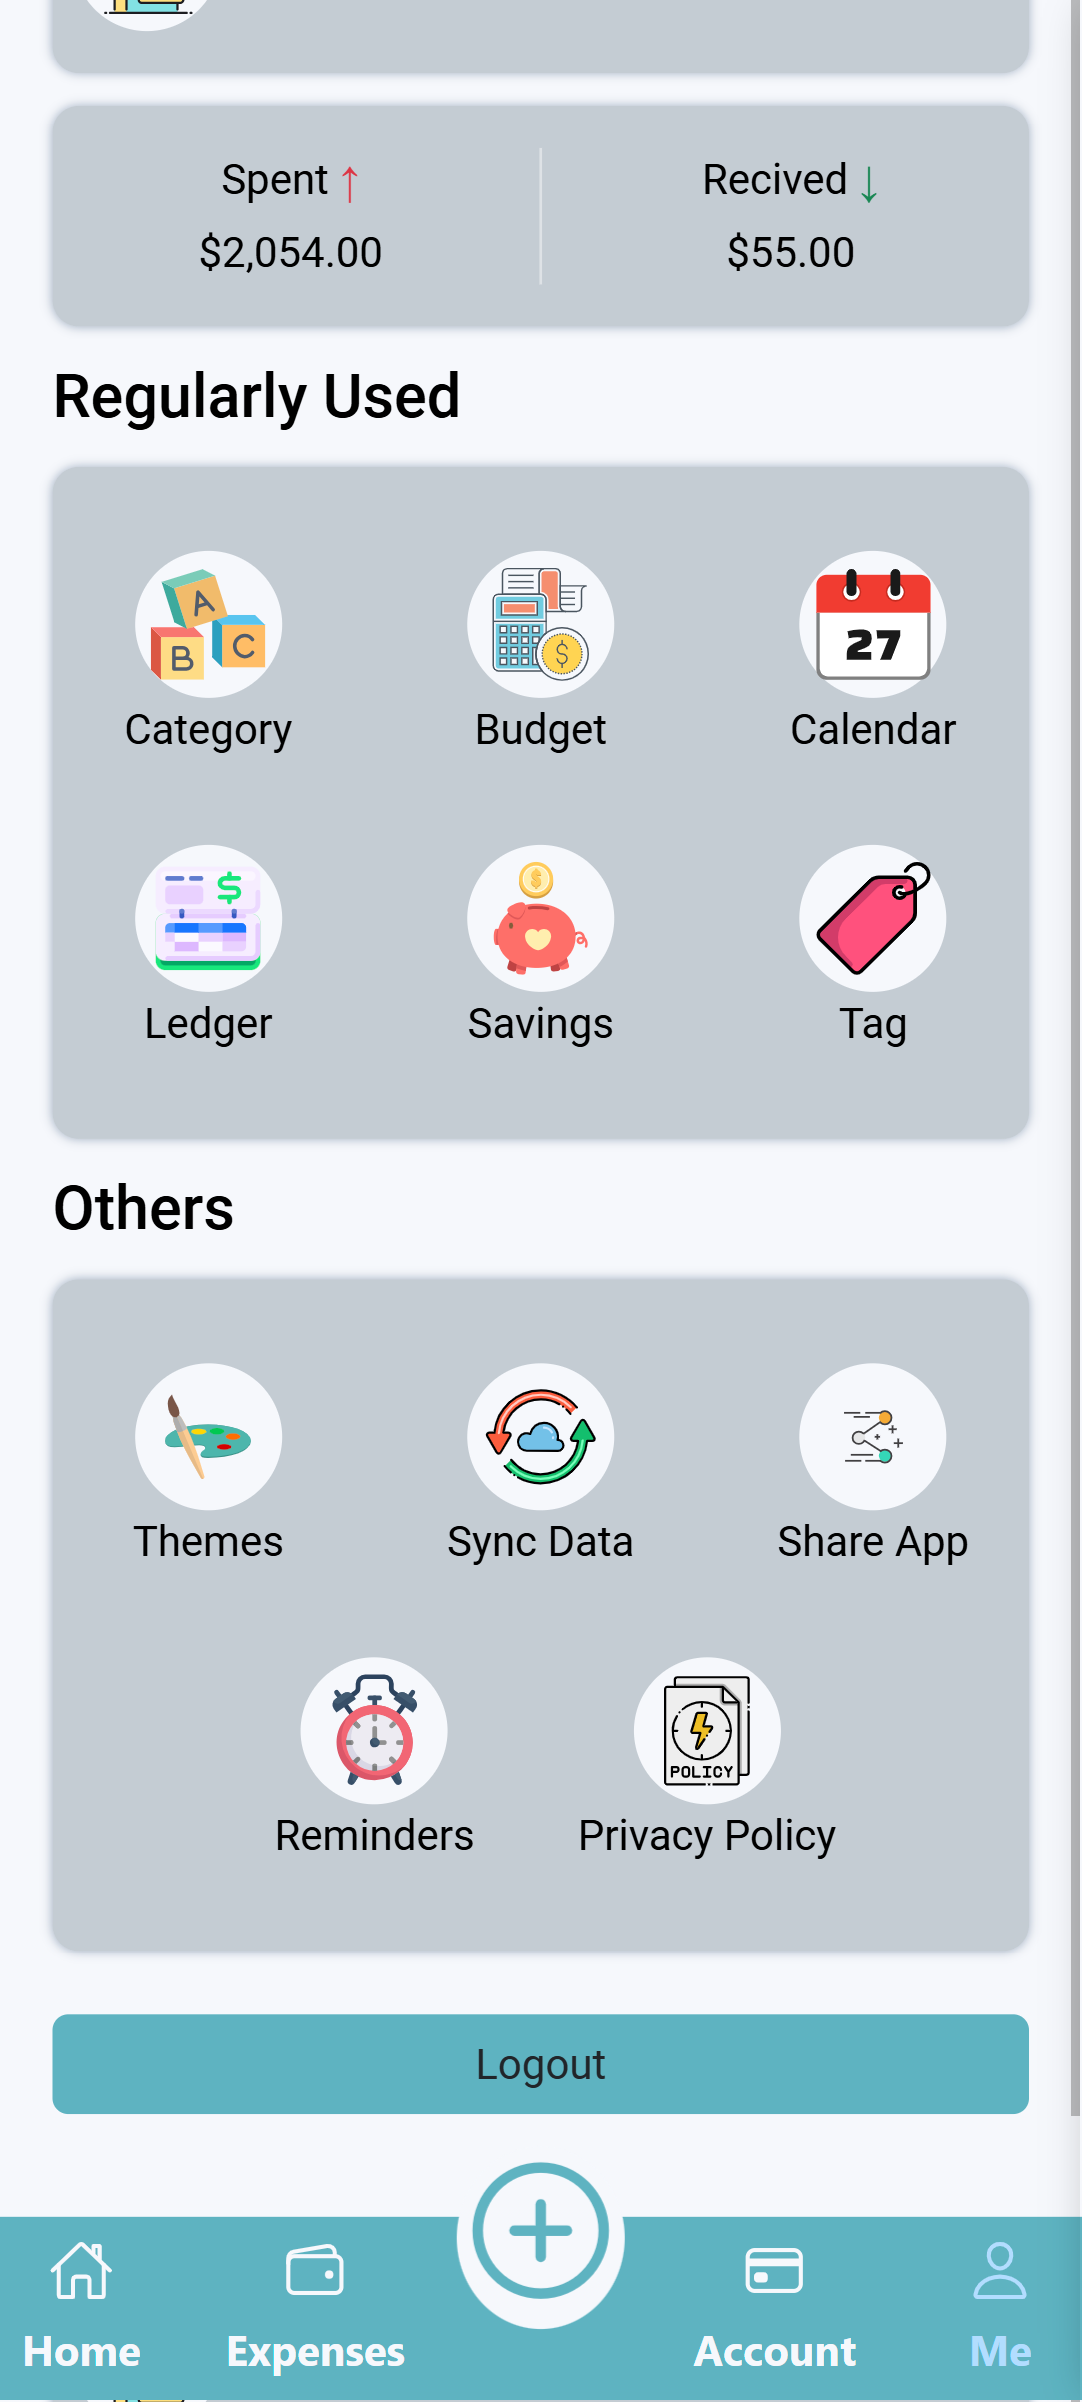 Spent ↑ Recived ↓
$2,054.00 $55.00
Regularly Used
A
B C
$
27
Category Budget Calendar
$ $
Ledger Savings Tag
Others
Themes Sync Data Share App
POLICY
Reminders Privacy Policy
Logout
Home Expenses Account Me